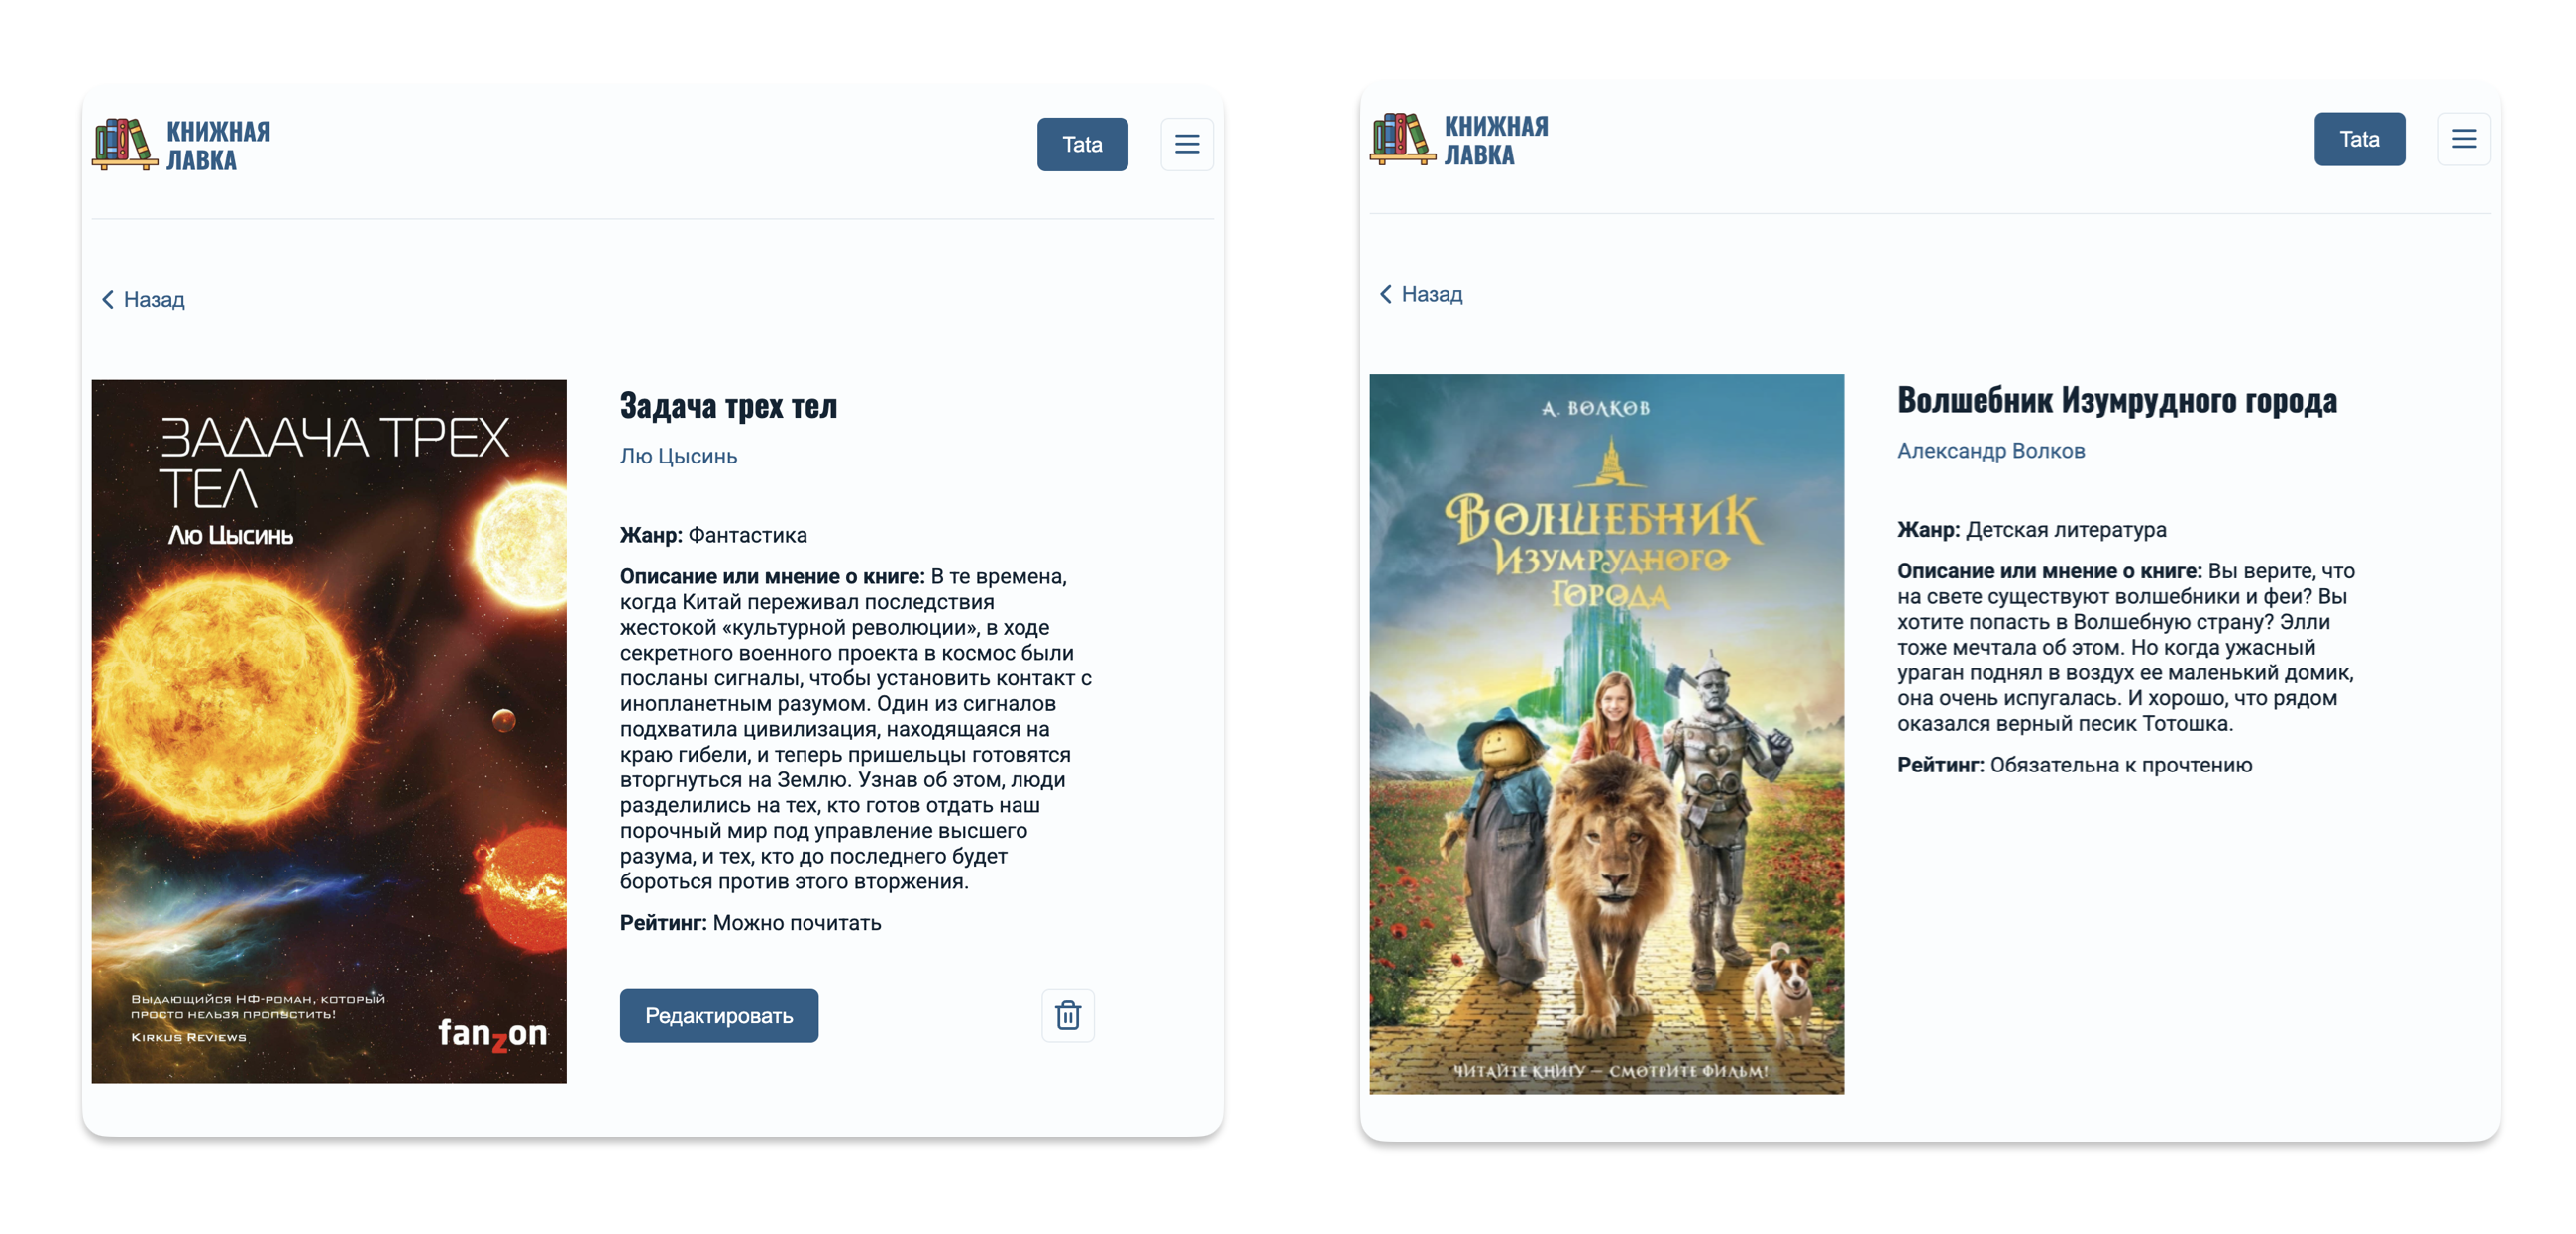 КНИЖНАЯ
ЛАВКА
Tata
Назад
ЗАДАЧА ТРЕХ
ТЕЛ
Лю Цысинь
Выдающийся НФ-роман, который
просто нельзя пропустить!
Kirkus Reviews
fanzon
Задача трех тел
Лю Цысинь
Жанр: Фантастика
Описание или мнение о книге: В те времена,
когда Китай переживал последствия
жестокой «культурной революции», в ходе
секретного военного проекта в космос были
посланы сигналы, чтобы установить контакт с
инопланетным разумом. Один из сигналов
подхватила цивилизация, находящаяся на
краю гибели, и теперь пришельцы готовятся
вторгнуться на Землю. Узнав об этом, люди
разделились на тех, кто готов отдать наш
порочный мир под управление высшего
разума, и тех, кто до последнего будет
бороться против этого вторжения.
Рейтинг: Можно почитать
Редактировать
КНИЖНАЯ
ЛАВКА
Tata
Назад
А. ВОЛКОВ
ВОЛШЕБНИК
ИЗУМРУДНОГО
ГОРОДА
ЧИТАЙТЕ КНИГУ — СМОТРИТЕ ФИЛЬМ!
Волшебник Изумрудного города
Александр Волков
Жанр: Детская литература
Описание или мнение о книге: Вы верите, что
на свете существуют волшебники и феи? Вы
хотите попасть в Волшебную страну? Элли
тоже мечтала об этом. Но когда ужасный
ураган поднял в воздух ее маленький домик,
она очень испугалась. И хорошо, что рядом
оказался верный песик Тотошка.
Рейтинг: Обязательна к прочтению